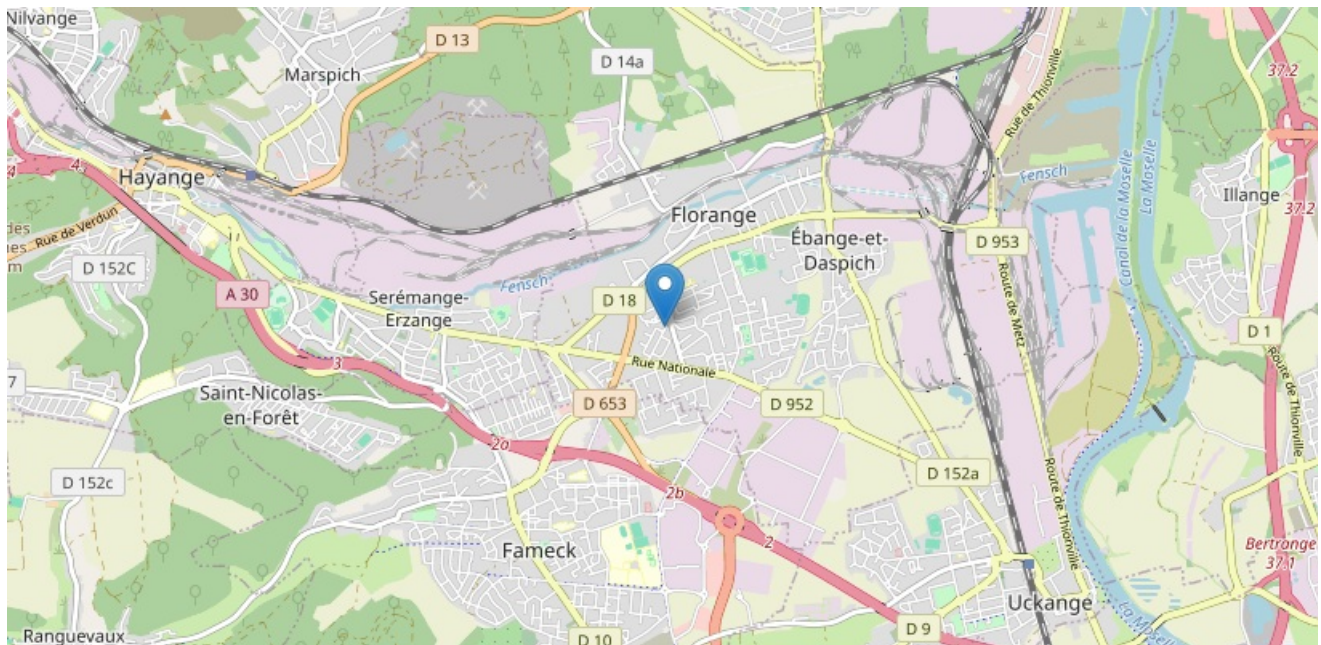 Nilvange
D 13
D 14a
Marspich
37.2
Rue de Thionville
4
4
Hayange
Fensch
Canal de la Moselle
La Moselle
Illange
37.2
Florange
des
Rue de Verdun
D 152C
Ébange-et-
Daspich
D 953
A 30
Fensch
Serémange-
Erzange
D 18
Route de Metz
D 1
3
Rue Nationale
Route de Thionville
7
Saint-Nicolas-
en-Forêt
D 653
D 952
2a
D 152c
D 152a
2b
Route de Thionville
2
Fameck
Bertrange
37.1
Uckange
La Moselle
Ranguevaux
D 10
D 9